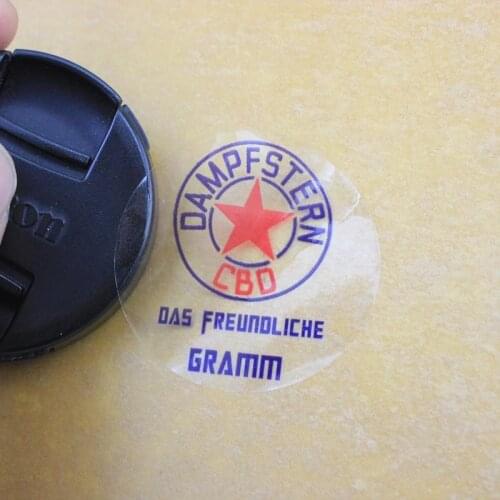 DAMPFSTERN
CBD
DAS FREUNDLICHE
GRAMM